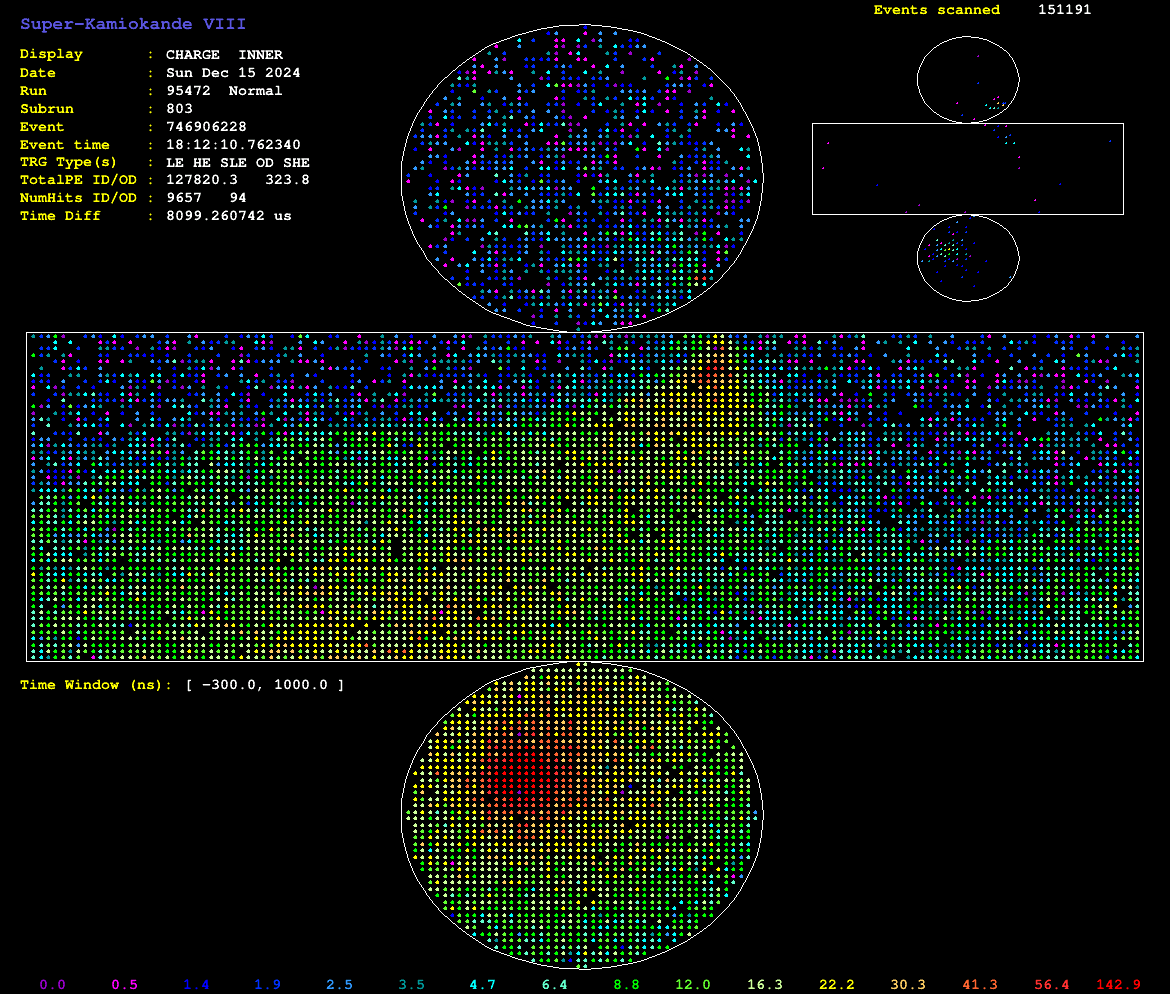 Super-Kamiokande VIII
Events scanned 151191
Display : CHARGE INNER
Date : Sun Dec 15 2024
Run : 95472 Normal
Subrun : 803
Event : 746906228
Event time : 18:12:10.762340
TRG Type(s) : LE HE SLE OD SHE
TotalPE ID/OD : 127820.3 323.8
NumHits ID/OD : 9657 94
Time Diff : 8099.260742 us
Time Window (ns): [ −300.0, 1000.0 ]
0.0 0.5 1.4 1.9 2.5 3.5 4.7 6.4 8.8 12.0 16.3 22.2 30.3 41.3 56.4 142.9